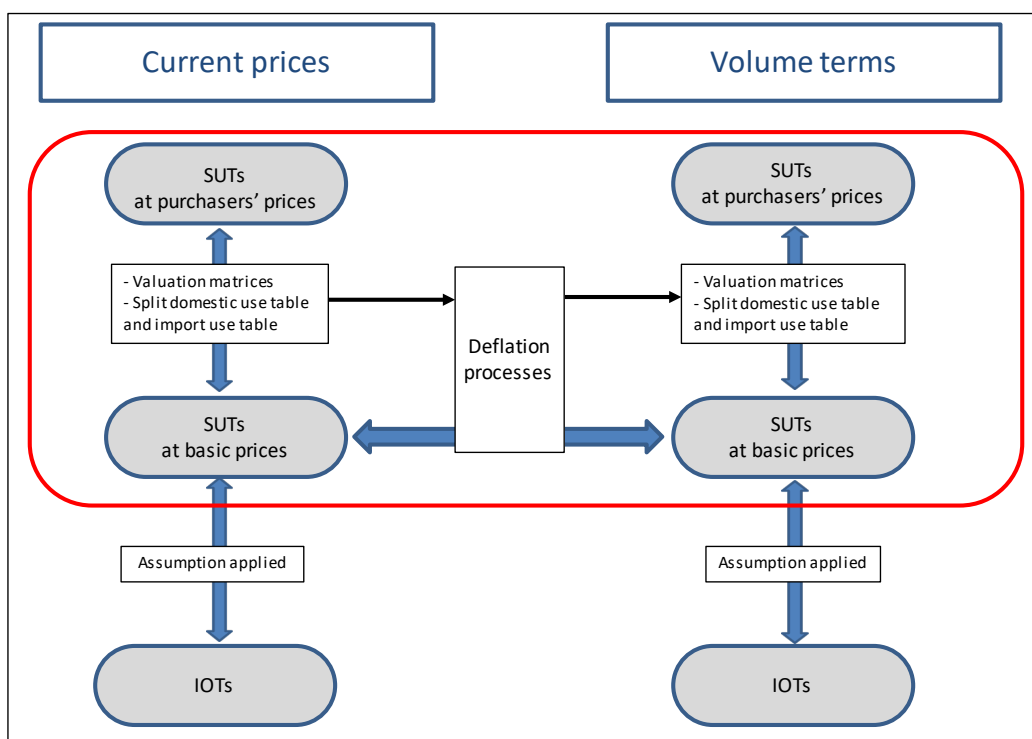 Current prices
Volume terms
SUTs
at purchasers' prices
SUTs
at purchasers' prices
- Valuation matrices
- Split domestic use table
and import use table
Deflation
processes
- Valuation matrices
- Split domestic use table
and import use table
SUTs
at basic prices
SUTs
at basic prices
Assumption applied
Assumption applied
IOTs
IOTs